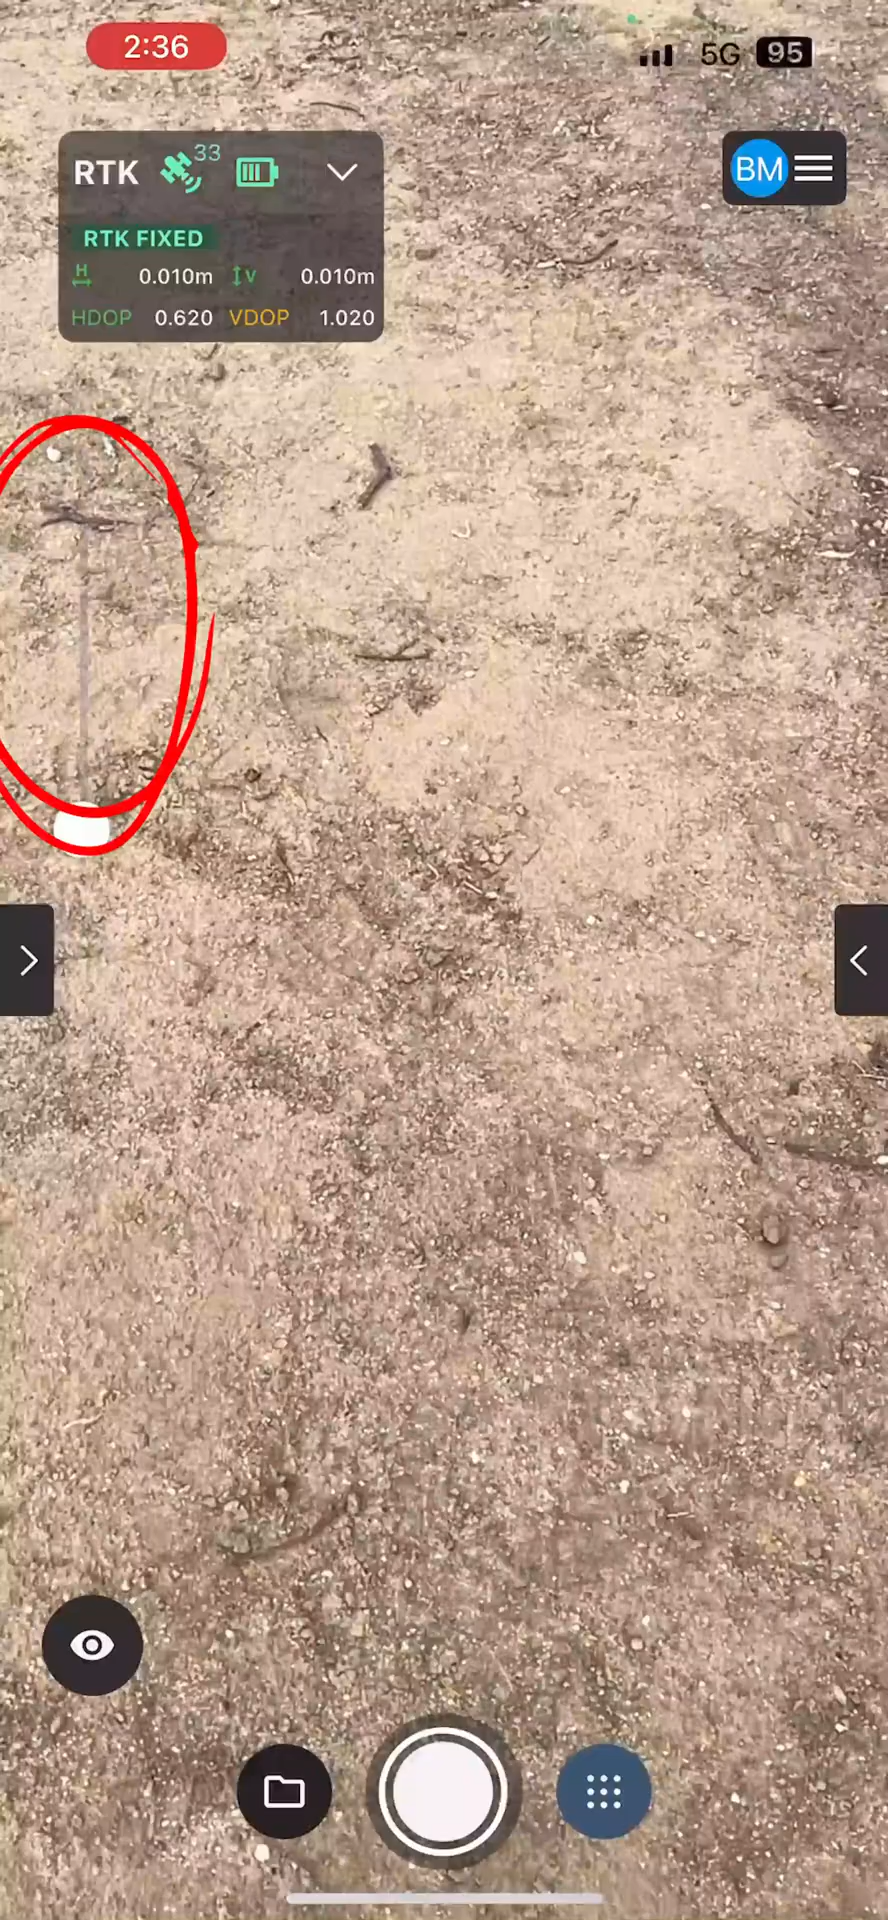 2:36
5G 95
RTK 33
BM
RTK FIXED
H 0.010m V 0.010m
HDOP 0.620 VDOP 1.020